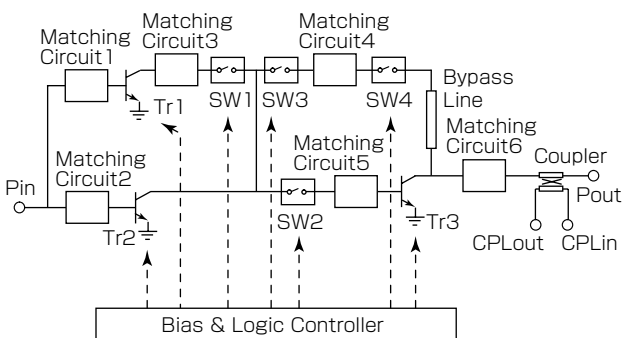 Matching
Circuit1
Matching
Circuit3
Matching
Circuit4
Tr1
SW1
SW3
SW4
Bypass
Line
Matching
Circuit2
Matching
Circuit5
Matching
Circuit6
Coupler
Pin
Pout
Tr2
SW2
Tr3
CPLout
CPLin
Bias & Logic Controller